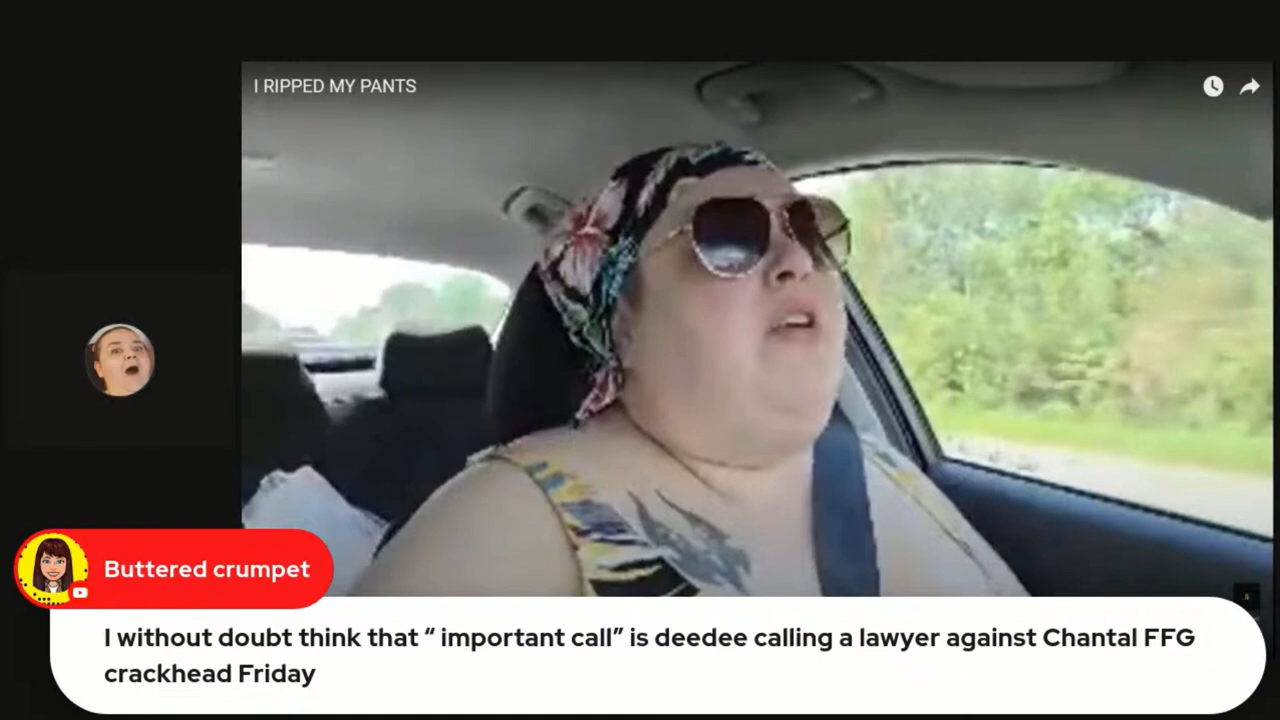 I RIPPED MY PANTS
Buttered crumpet
I without doubt think that “ important call” is deedee calling a lawyer against Chantal FFG
crackhead Friday